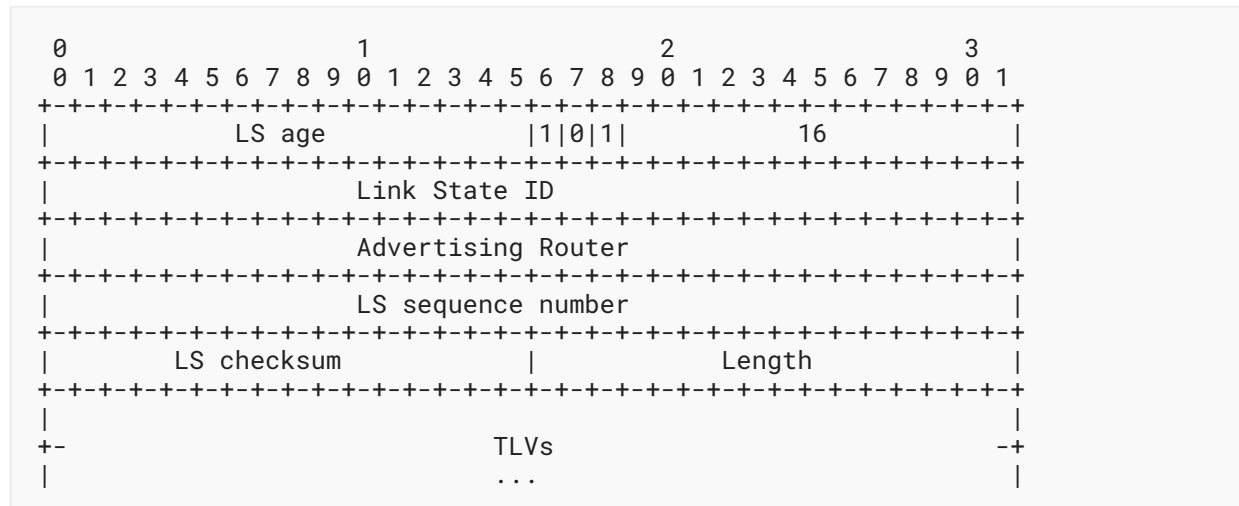 0                   1                   2                   3
 0 1 2 3 4 5 6 7 8 9 0 1 2 3 4 5 6 7 8 9 0 1 2 3 4 5 6 7 8 9 0 1
+-+-+-+-+-+-+-+-+-+-+-+-+-+-+-+-+-+-+-+-+-+-+-+-+-+-+-+-+-+-+-+-+
|            LS age             |1|0|1|           16            |
+-+-+-+-+-+-+-+-+-+-+-+-+-+-+-+-+-+-+-+-+-+-+-+-+-+-+-+-+-+-+-+-+
|                    Link State ID                              |
+-+-+-+-+-+-+-+-+-+-+-+-+-+-+-+-+-+-+-+-+-+-+-+-+-+-+-+-+-+-+-+-+
|                    Advertising Router                         |
+-+-+-+-+-+-+-+-+-+-+-+-+-+-+-+-+-+-+-+-+-+-+-+-+-+-+-+-+-+-+-+-+
|                    LS sequence number                         |
+-+-+-+-+-+-+-+-+-+-+-+-+-+-+-+-+-+-+-+-+-+-+-+-+-+-+-+-+-+-+-+-+
|        LS checksum            |            Length             |
+-+-+-+-+-+-+-+-+-+-+-+-+-+-+-+-+-+-+-+-+-+-+-+-+-+-+-+-+-+-+-+-+
|                                                               |
+-                            TLVs                             -+
|                             ...                               |